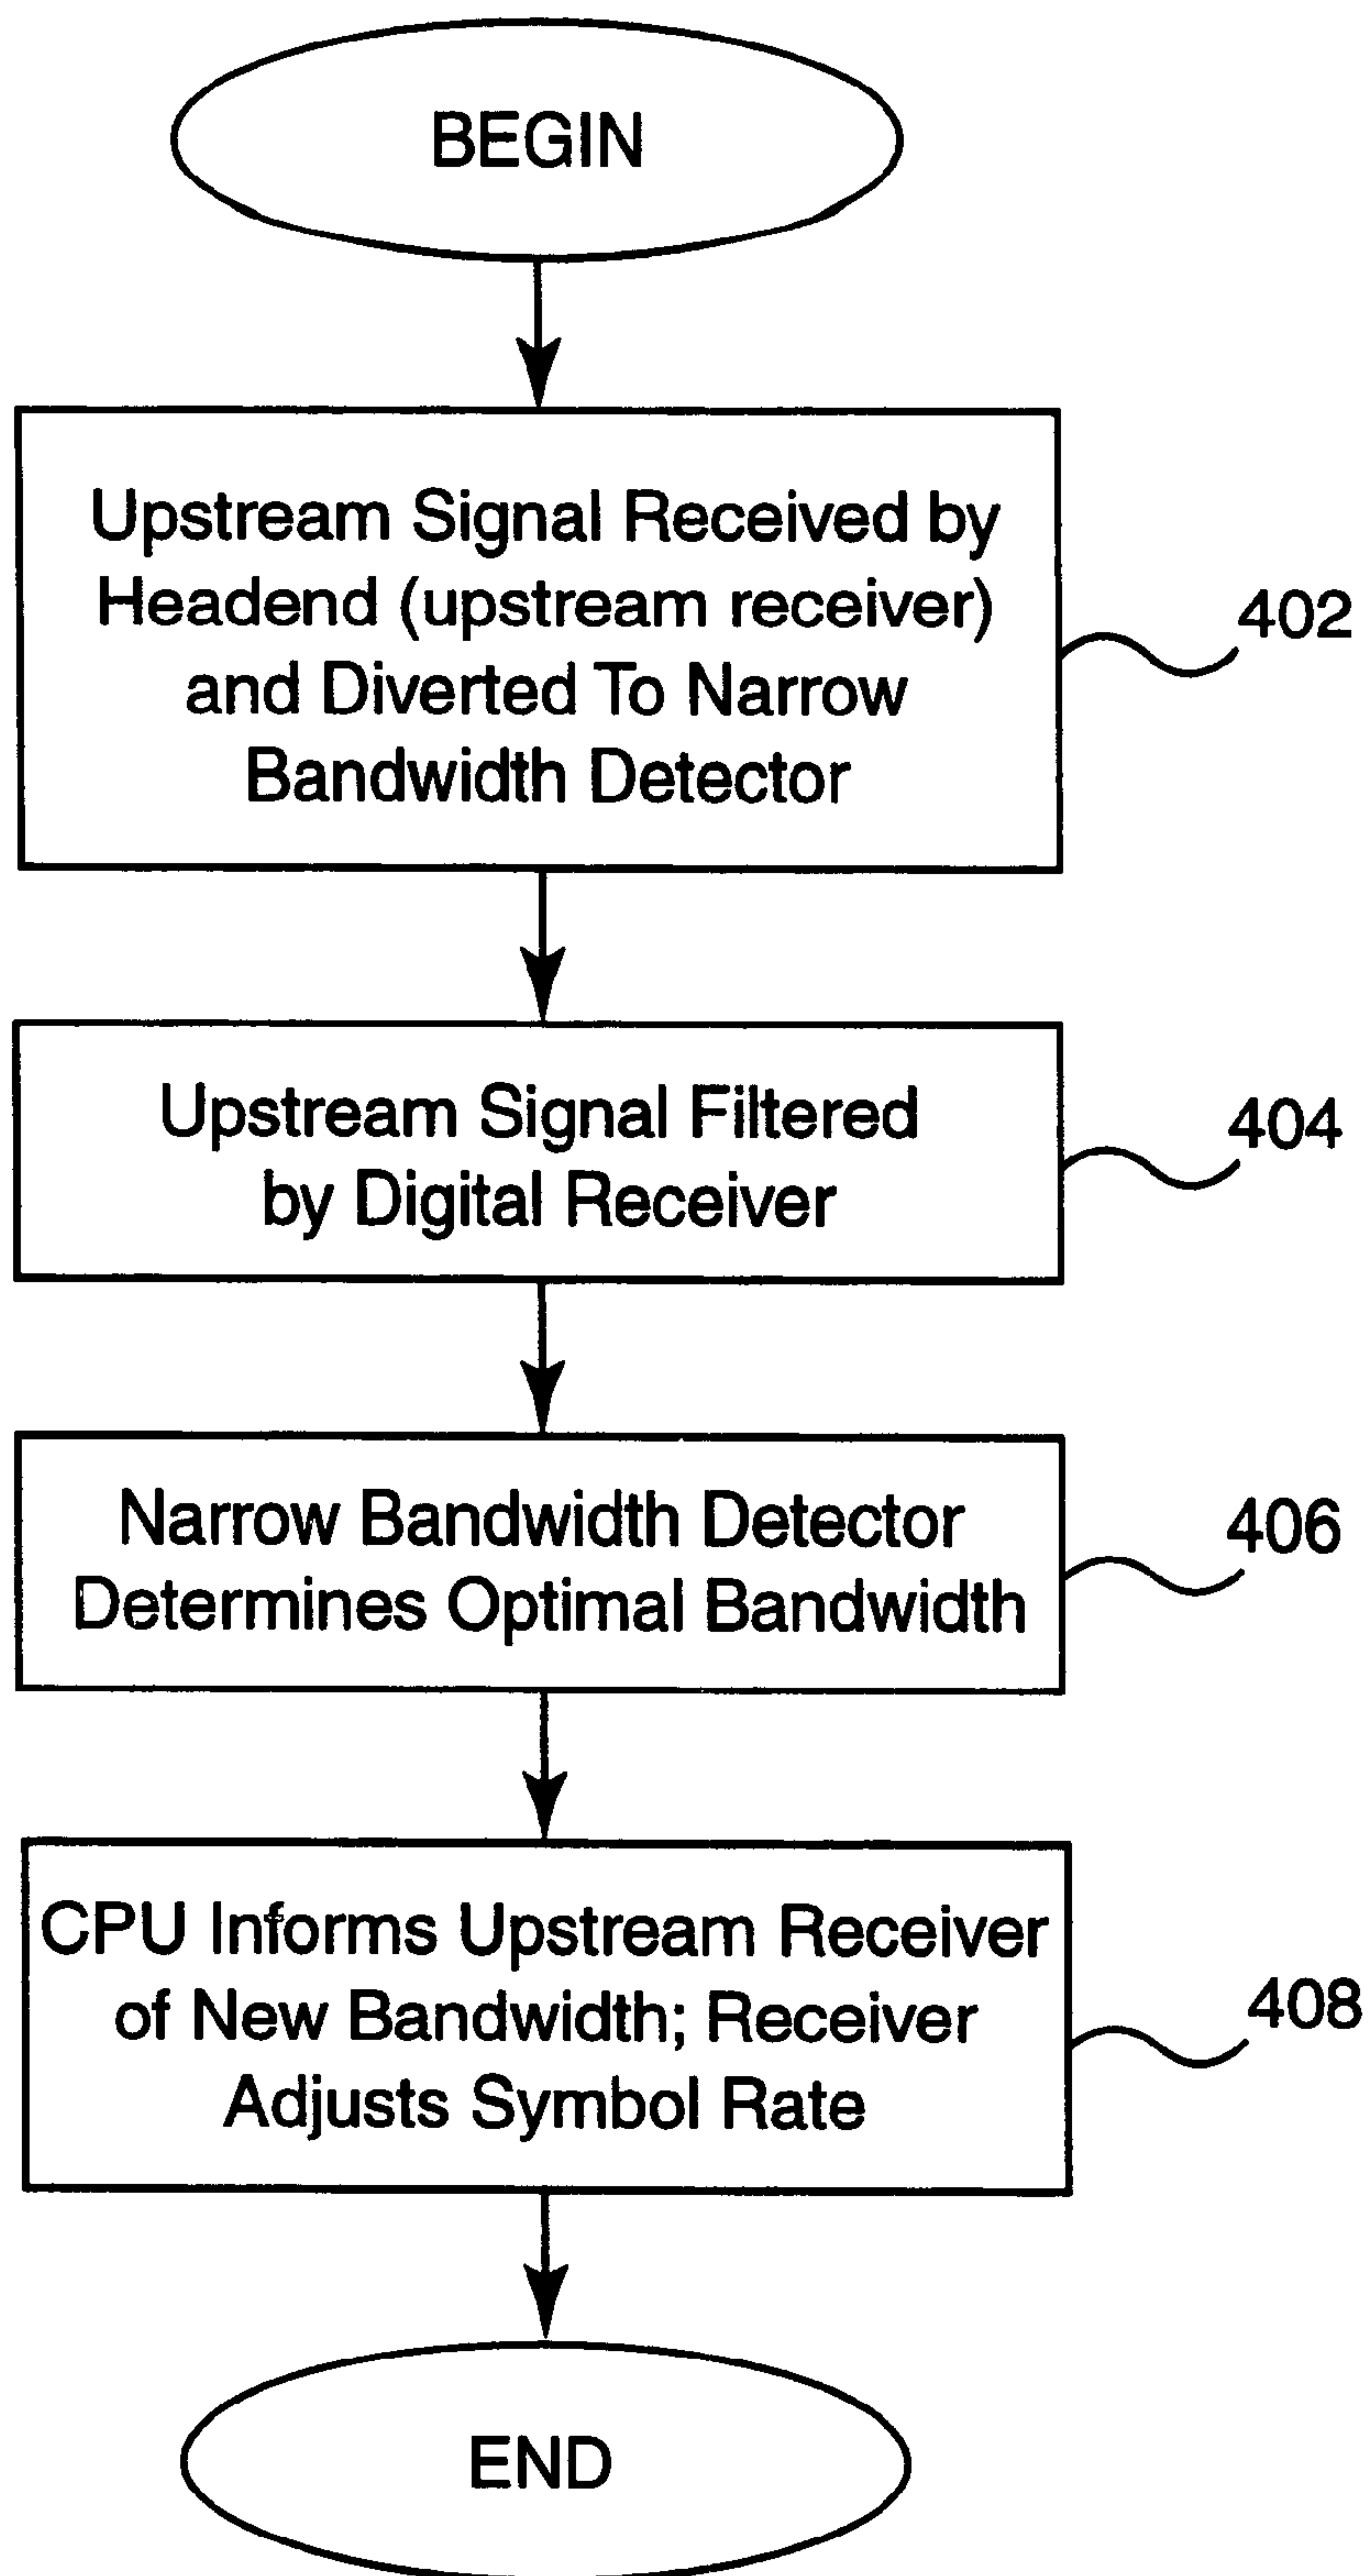 BEGIN
Upstream Signal Received by
Headend (upstream receiver)
and Diverted To Narrow
Bandwidth Detector
402
Upstream Signal Filtered
by Digital Receiver
404
Narrow Bandwidth Detector
Determines Optimal Bandwidth
406
CPU Informs Upstream Receiver
of New Bandwidth; Receiver
Adjusts Symbol Rate
408
END